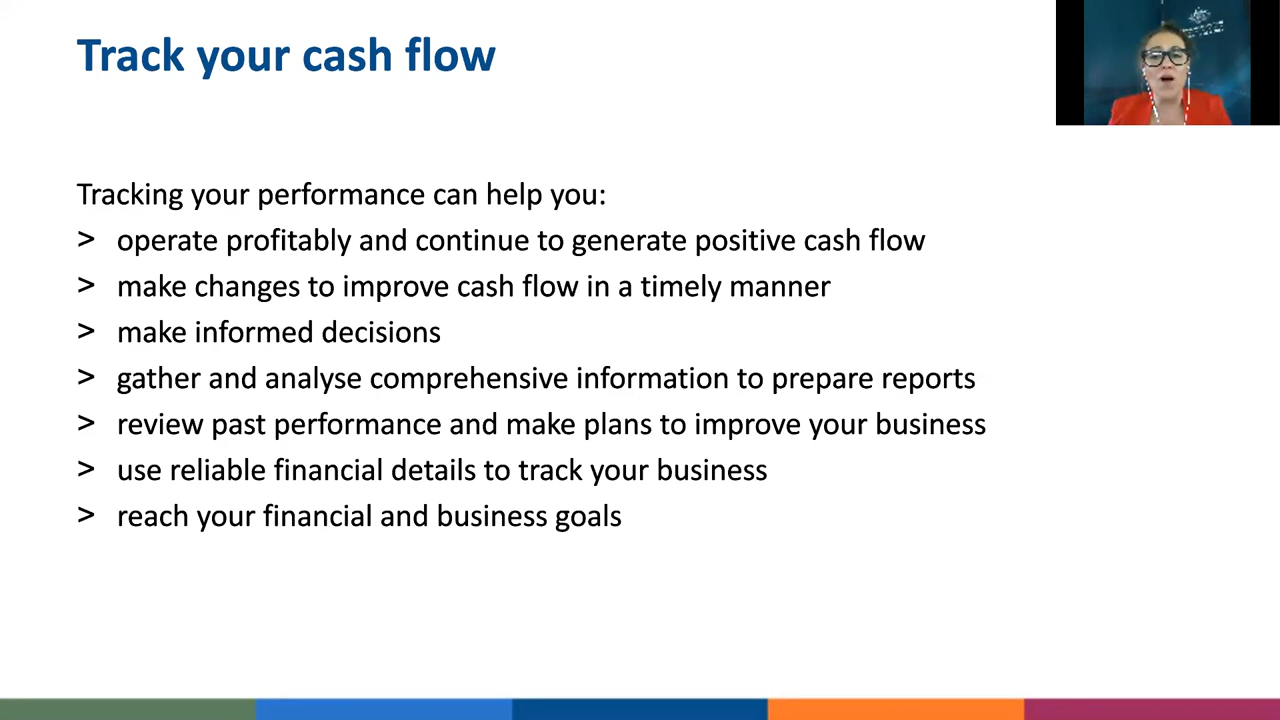 Track your cash flow
Tracking your performance can help you:
> operate profitably and continue to generate positive cash flow
> make changes to improve cash flow in a timely manner
> make informed decisions
> gather and analyse comprehensive information to prepare reports
> review past performance and make plans to improve your business
> use reliable financial details to track your business
> reach your financial and business goals